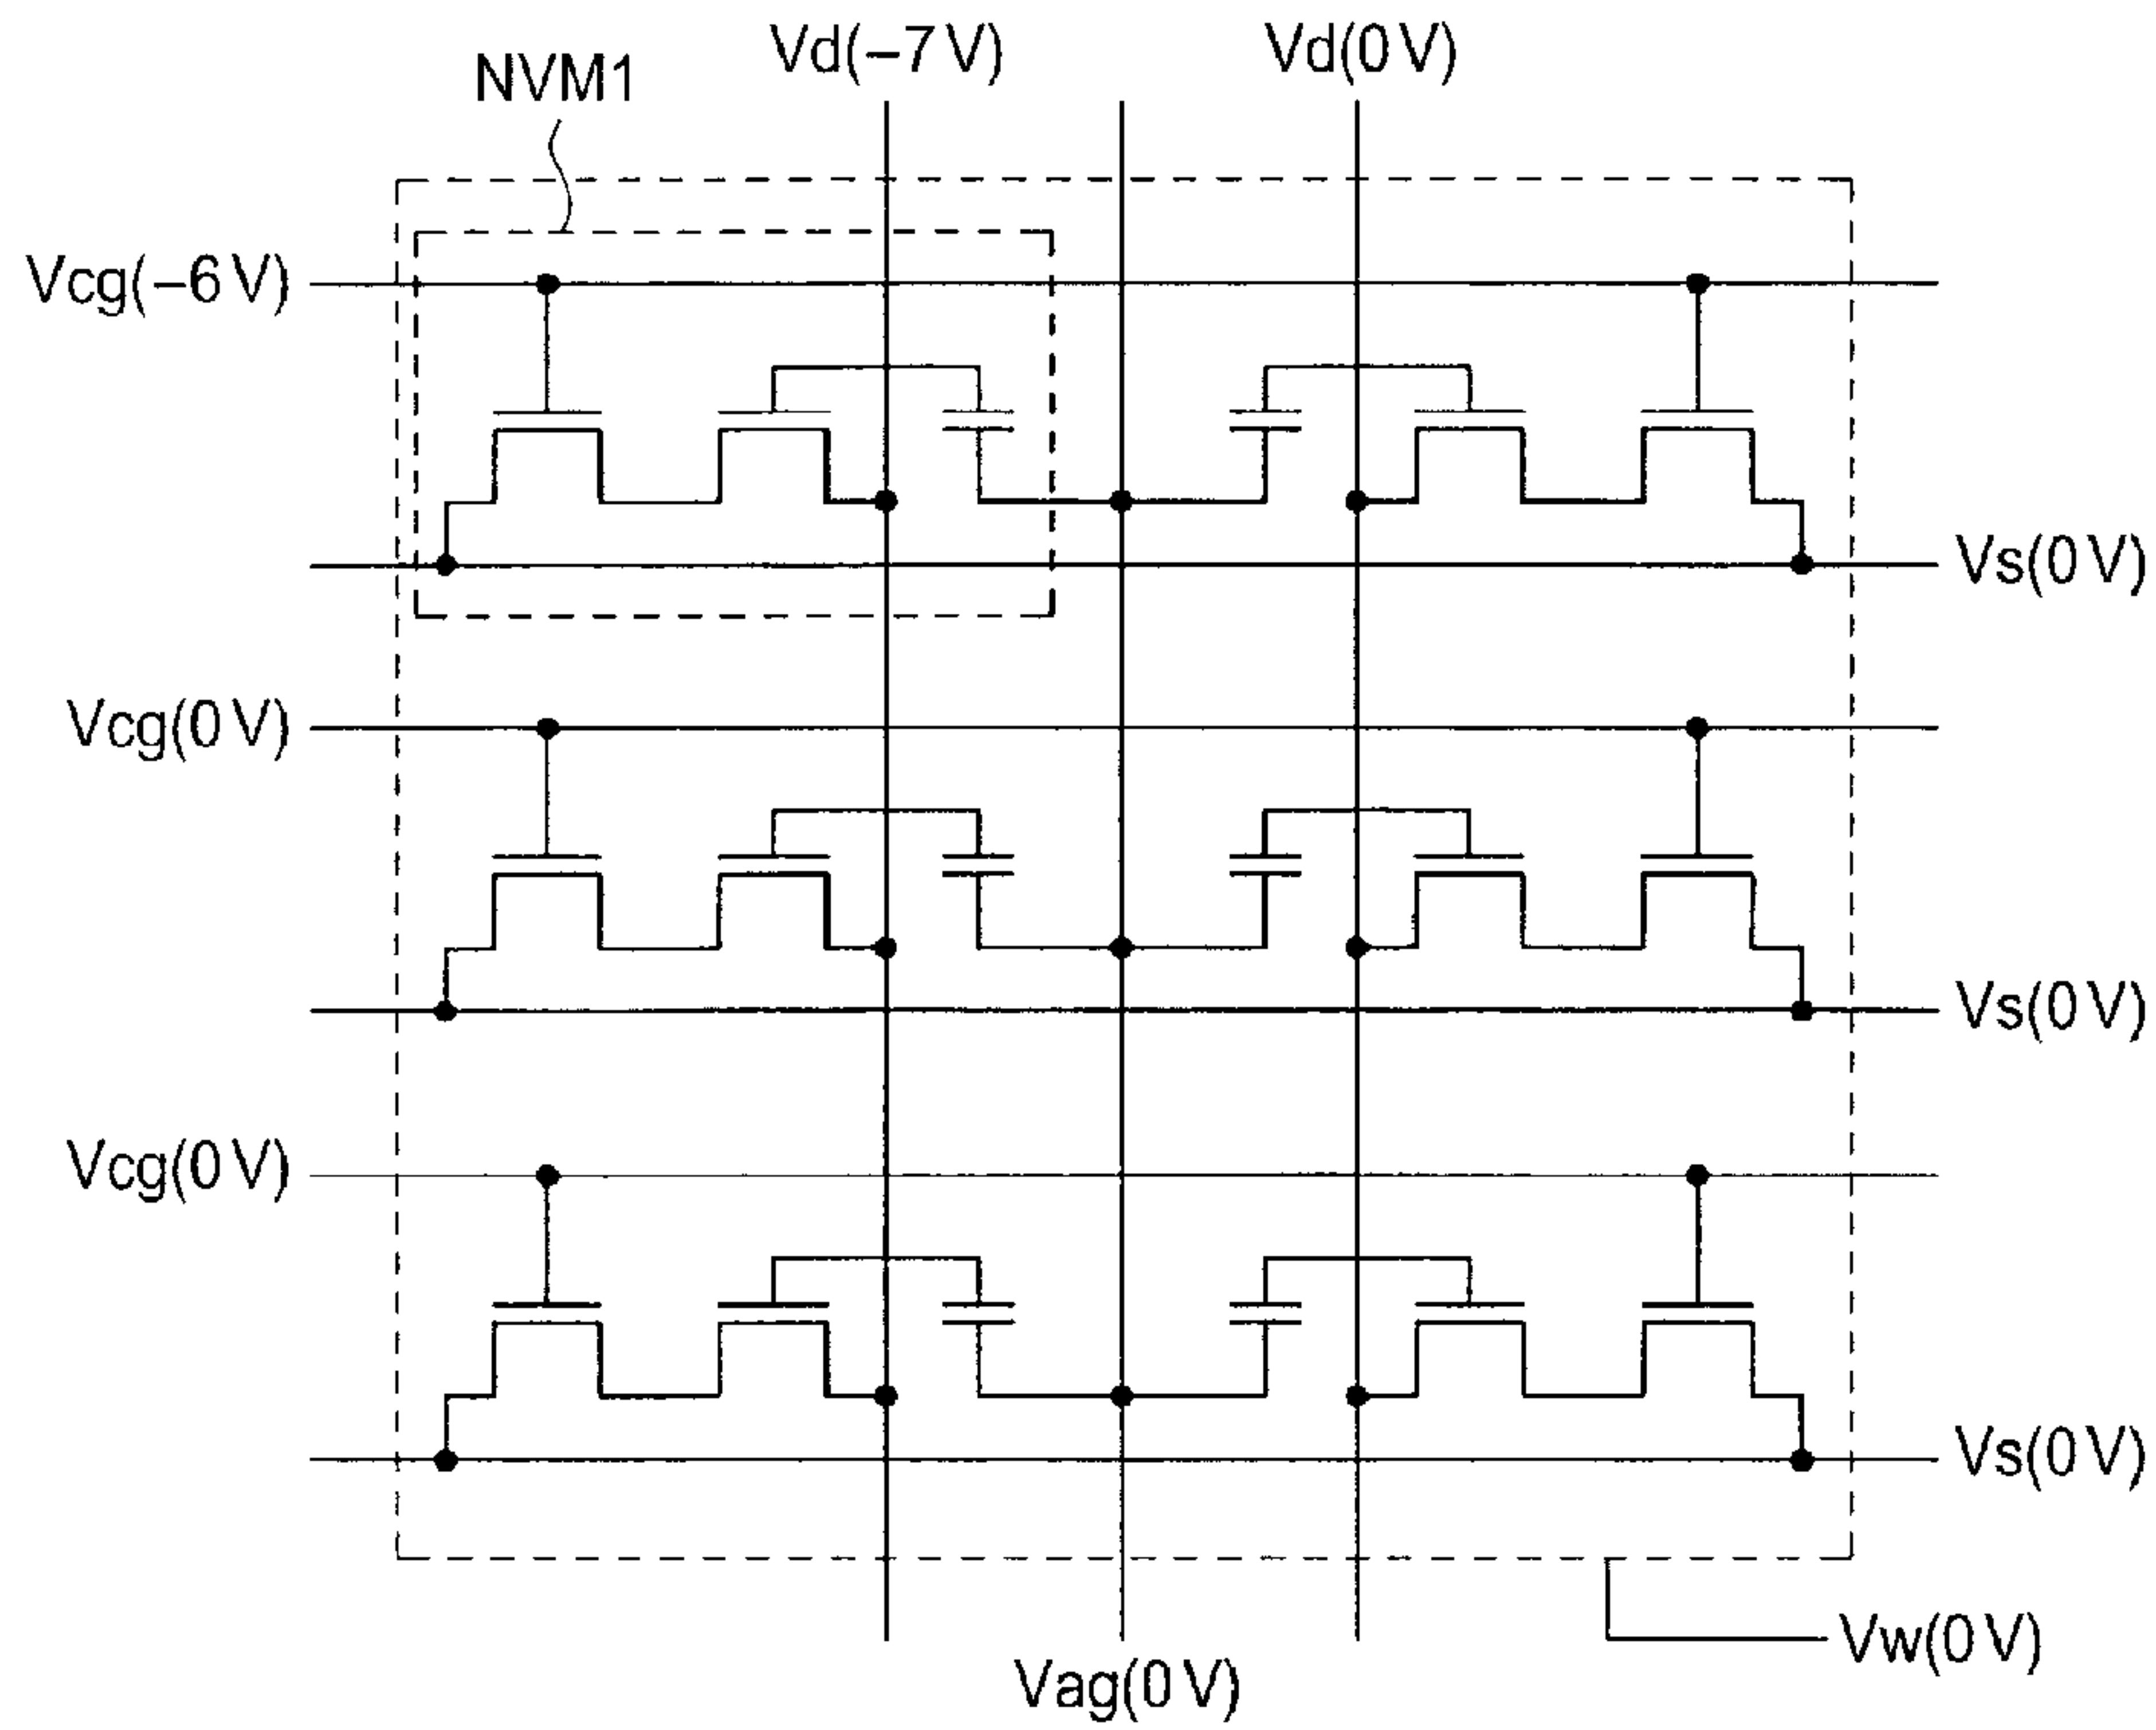 Vd(−7 V)
Vd(0 V)
NVM1
Vcg(−6 V)
Vs(0 V)
Vcg(0 V)
Vs(0 V)
Vcg(0 V)
Vs(0 V)
Vw(0 V)
Vag(0 V)